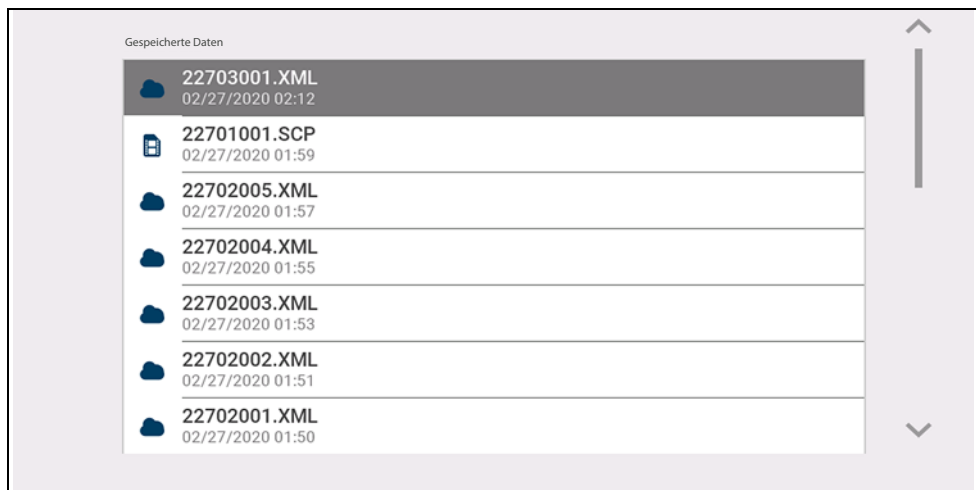 Gespeicherte Daten
22703001.XML
02/27/2020 02:12
22701001.SCP
02/27/2020 01:59
22702005.XML
02/27/2020 01:57
22702004.XML
02/27/2020 01:55
22702003.XML
02/27/2020 01:53
22702002.XML
02/27/2020 01:51
22702001.XML
02/27/2020 01:50